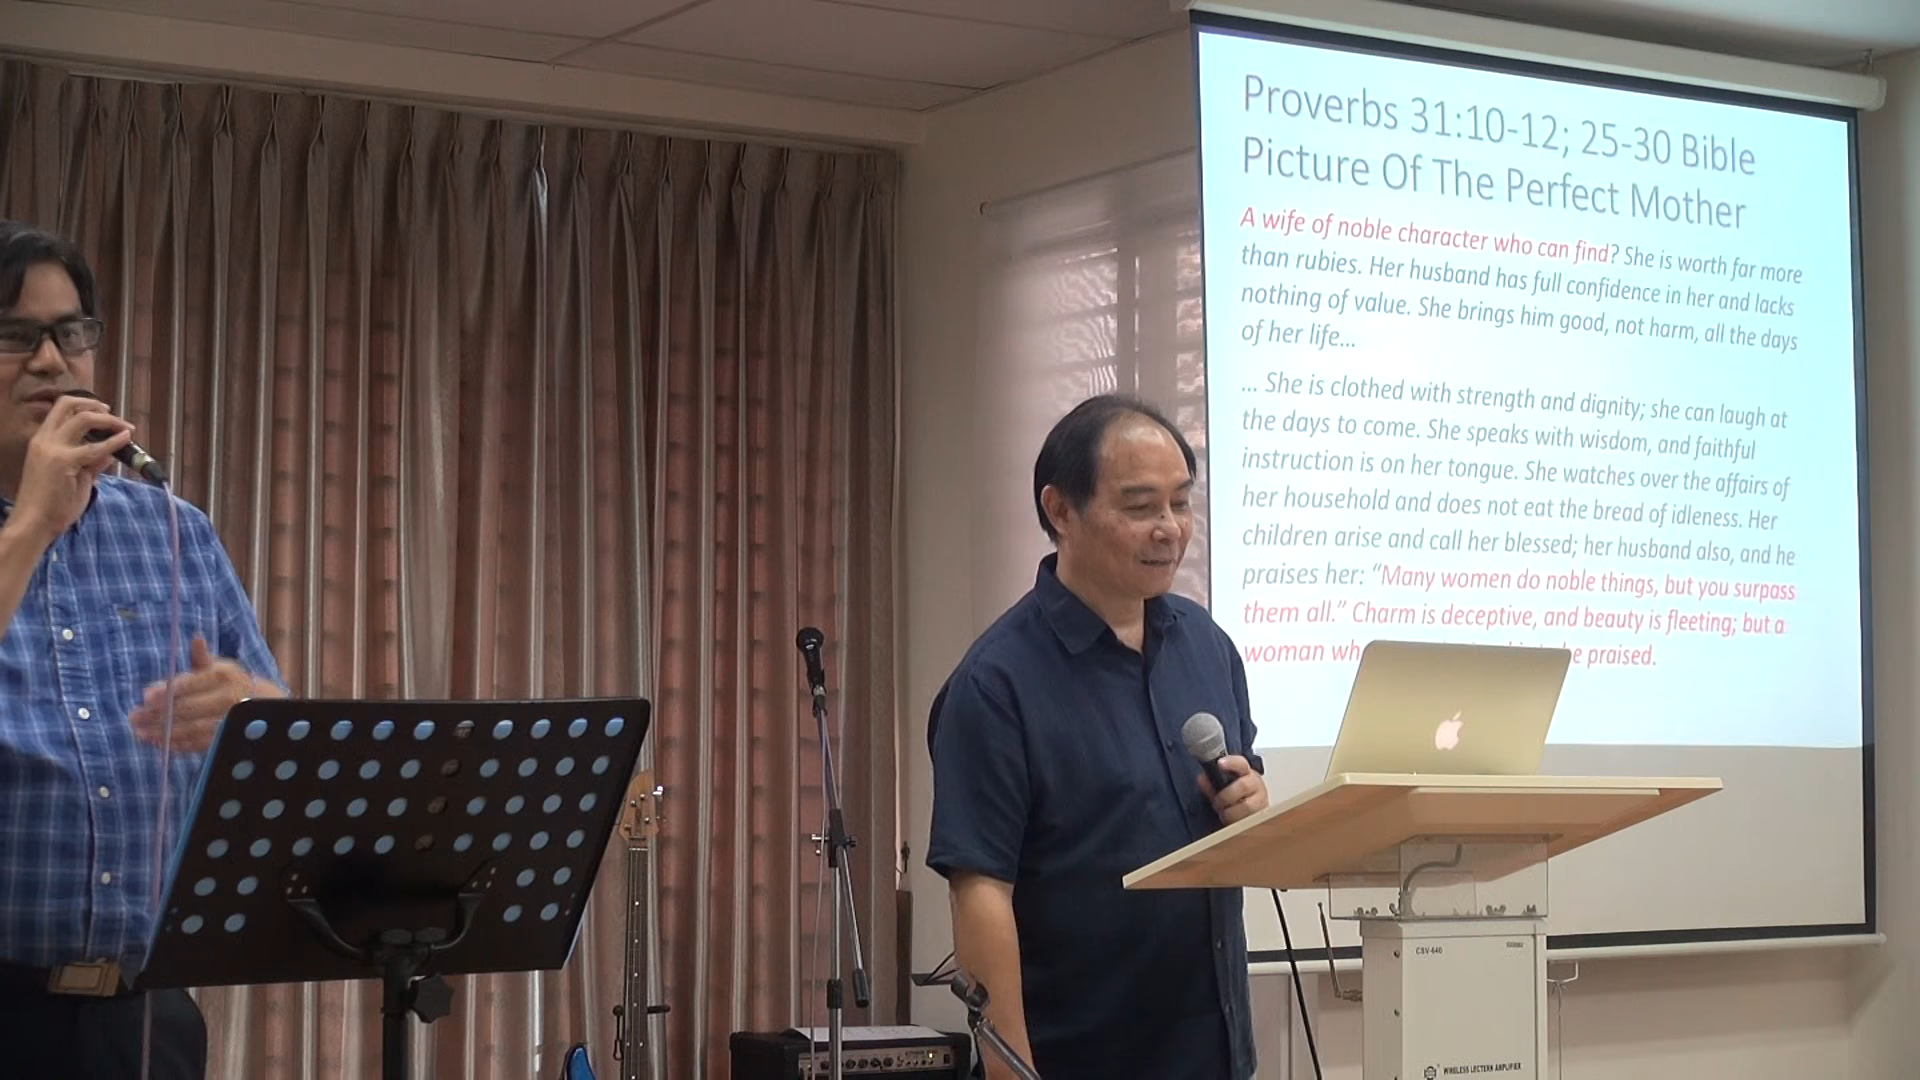 Proverbs 31:10-12; 25-30 Bible
Picture Of The Perfect Mother
A wife of noble character who can find? She is worth far more
than rubies. Her husband has full confidence in her and lacks
nothing of value. She brings him good, not harm, all the days
of her life...
... She is clothed with strength and dignity; she can laugh at
the days to come. She speaks with wisdom, and faithful
instruction is on her tongue. She watches over the affairs of
her household and does not eat the bread of idleness. Her
children arise and call her blessed; her husband also, and he
praises her: “Many women do noble things, but you surpass
them all.” Charm is deceptive, and beauty is fleeting; but a
woman praised.
CSV-640
WIRELESS LECTERN AMPLIFIER